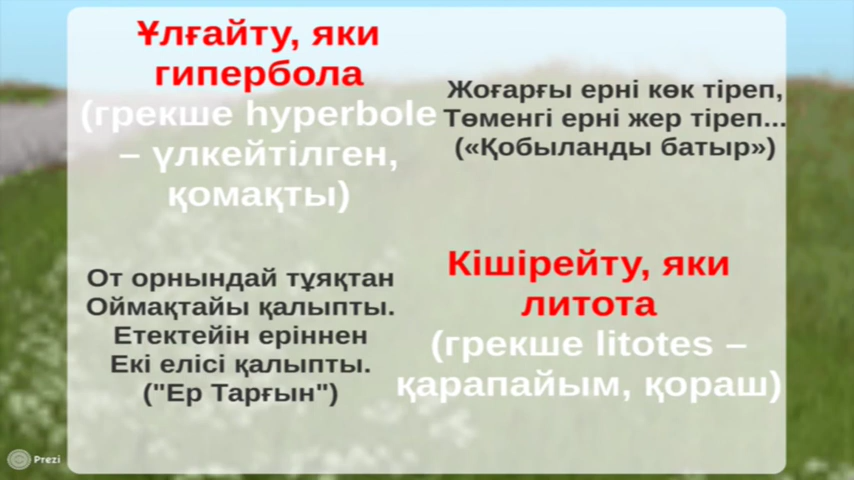 Ұлғайту, яки
гипербола
(грекше hyperbole
– үлкейтілген,
қомақты)
Жоғарғы ерні көк тіреп,
Төменгі ерні жер тіреп...
(«Қобыланды батыр»)
От орнындай тұяқтан
Оймақтайы қалыпты.
Етектейін еріннен
Екі елісі қалыпты.
("Ер Тарғын")
Кішірейту, яки
литота
(грекше litotes –
қарапайым, қораш)
Prezi